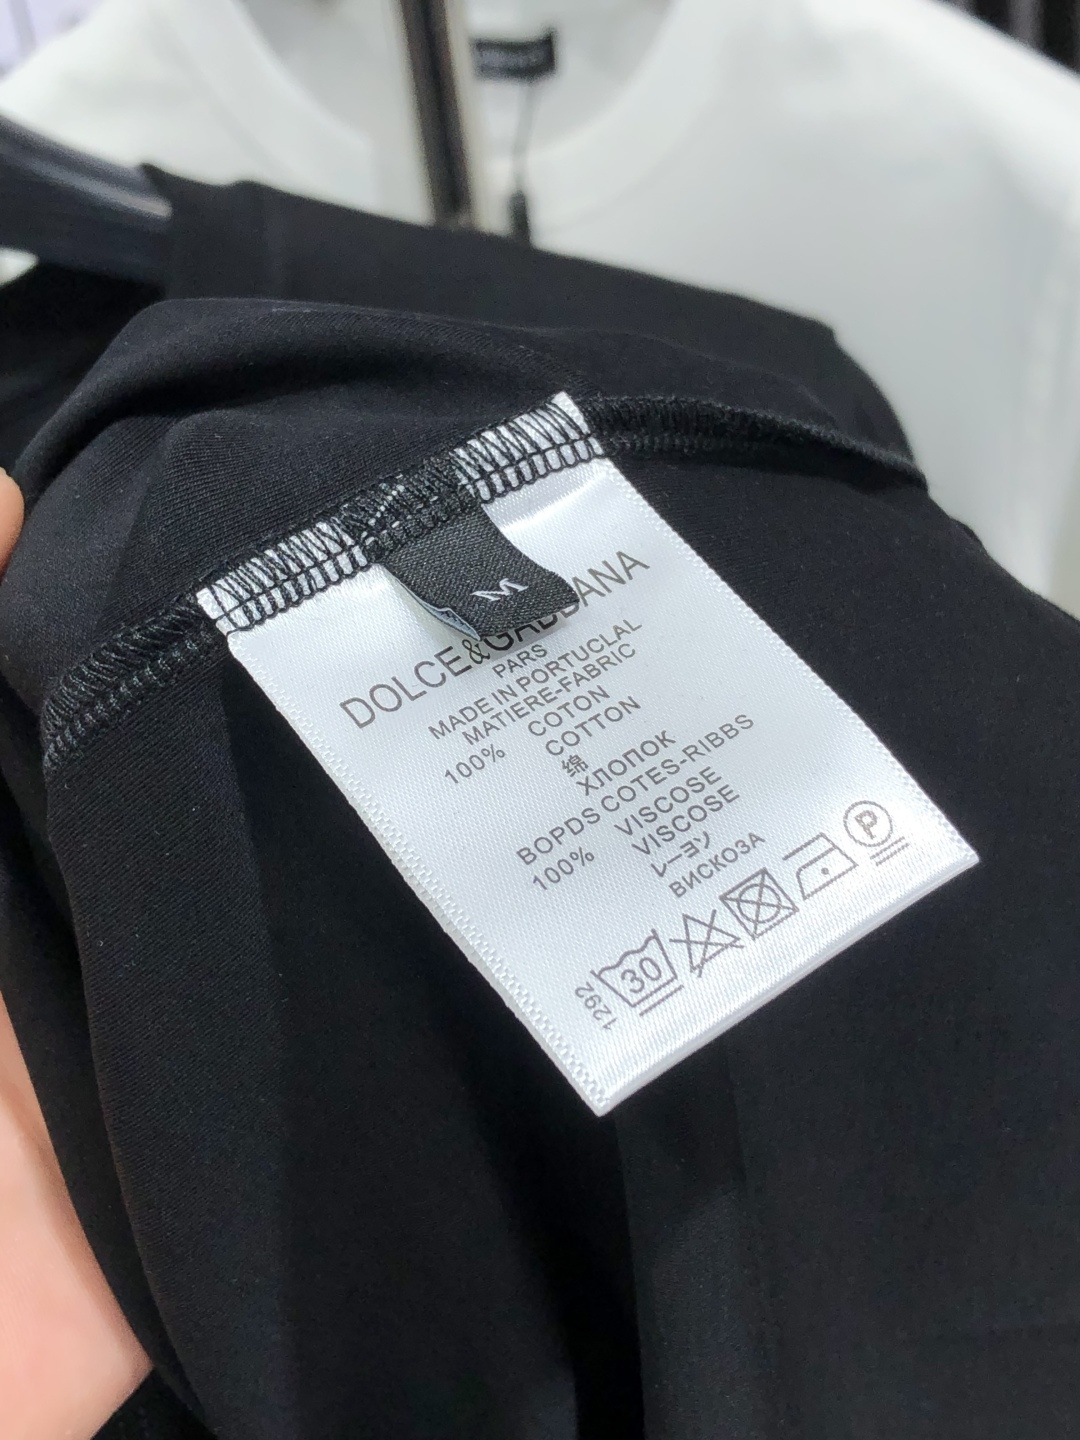 M
DOLCE&GABBANA
PARS
MADE IN PORTUCLAL
MATIERE-FABRIC
100% COTON
COTTON
绵
ХЛОПОК
BOPDS COTES-RIBBS
100% VISCOSE
VISCOSE
レーヨソ
ВИСКОЗА
1292 30 P